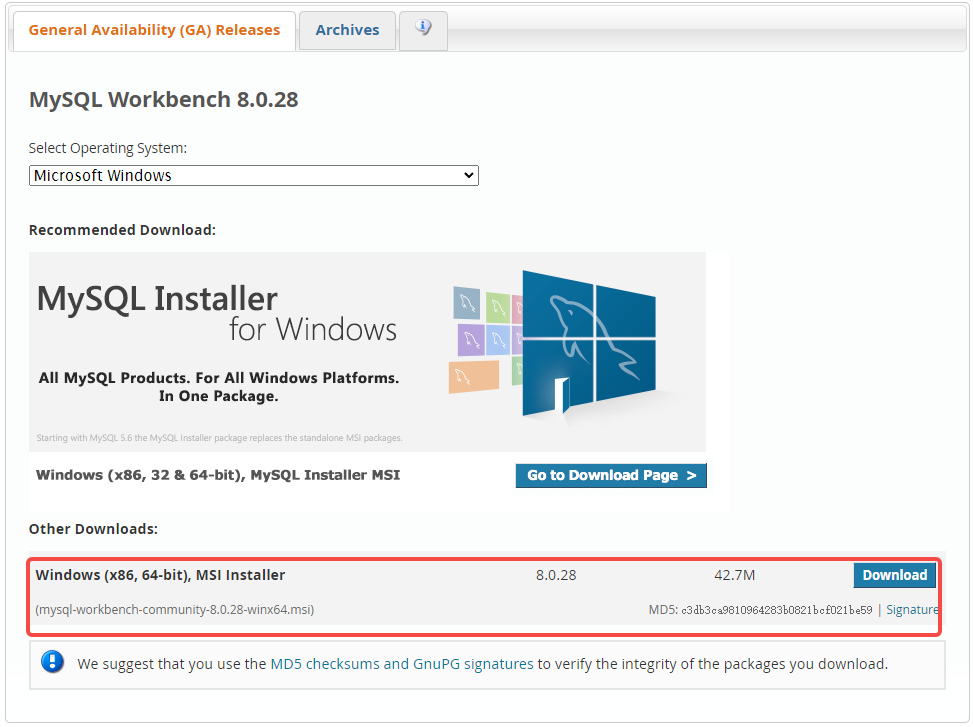 General Availability (GA) Releases
Archives
MySQL Workbench 8.0.28
Select Operating System:
Microsoft Windows
Recommended Download:
MySQL Installer
for Windows
All MySQL Products. For All Windows Platforms.
In One Package.
Starting with MySQL 5.6 the MySQL Installer package replaces the standalone MSI packages.
Windows (x86, 32 & 64-bit), MySQL Installer MSI
Go to Download Page >
Other Downloads:
Windows (x86, 64-bit), MSI Installer 8.0.28 42.7M Download
(mysql-workbench-community-8.0.28-winx64.msi) MD5: c3db3ca9810964283b0821bcf021be59 | Signature
We suggest that you use the MD5 checksums and GnuPG signatures to verify the integrity of the packages you download.